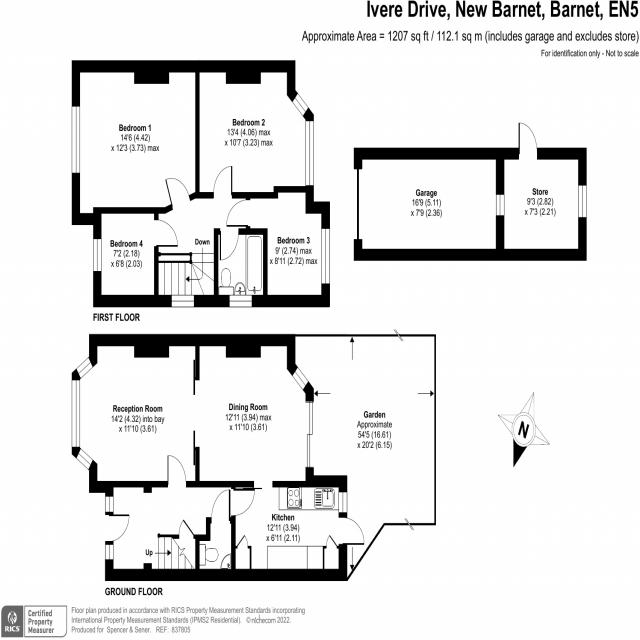 Ivere Drive, New Barnet, Barnet, EN5
Approximate Area = 1207 sq ft / 112.1 sq m (includes garage and excludes store)
For identification only - Not to scale
Bedroom 1
14'6 (4.42)
x 12'3 (3.73) max
Bedroom 2
13'4 (4.06) max
x 10'7 (3.23) max
Garage
16'9 (5.11)
x 7'9 (2.36)
Store
9'3 (2.82)
x 7'3 (2.21)
Bedroom 4
7'2 (2.18)
x 6'8 (2.03)
Down
Bedroom 3
9' (2.74) max
x 8'11 (2.72) max
FIRST FLOOR
Reception Room
14'2 (4.32) into bay
x 11'10 (3.61)
Dining Room
12'11 (3.94) max
x 11'10 (3.61)
Garden
Approximate
54'5 (16.61)
x 20'2 (6.15)
N
Kitchen
12'11 (3.94)
x 6'11 (2.11)
Up
GROUND FLOOR
RICS
Certified
Property
Measurer
Floor plan produced in accordance with RICS Property Measurement Standards incorporating
International Property Measurement Standards (IPMS2 Residential). ©nichecom 2022.
Produced for Spencer & Sener. REF: 837805